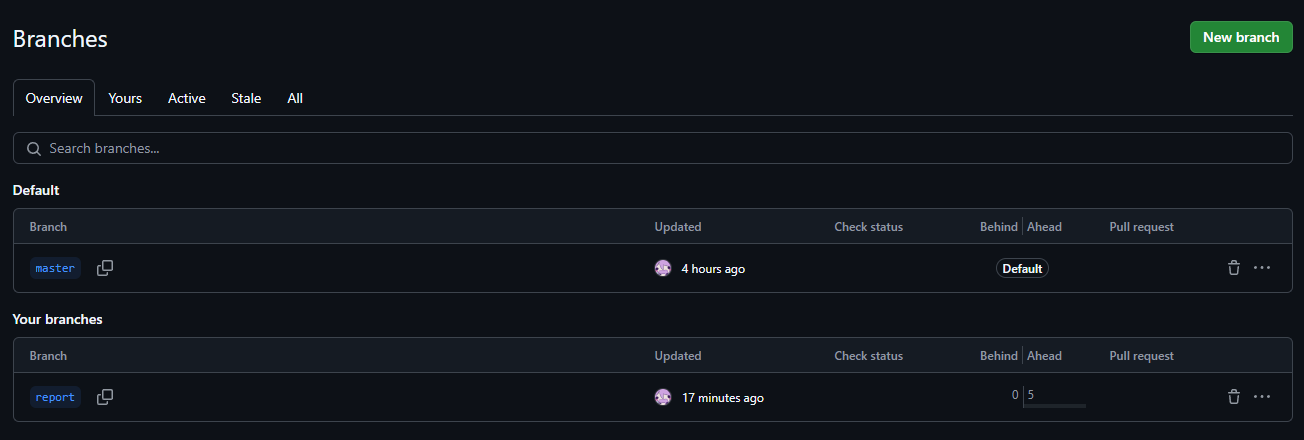 Branches
New branch
Overview Yours Active Stale All
Search branches...
Default
Branch Updated Check status Behind Ahead Pull request
master 4 hours ago Default
Your branches
Branch Updated Check status Behind Ahead Pull request
report 17 minutes ago 0 5